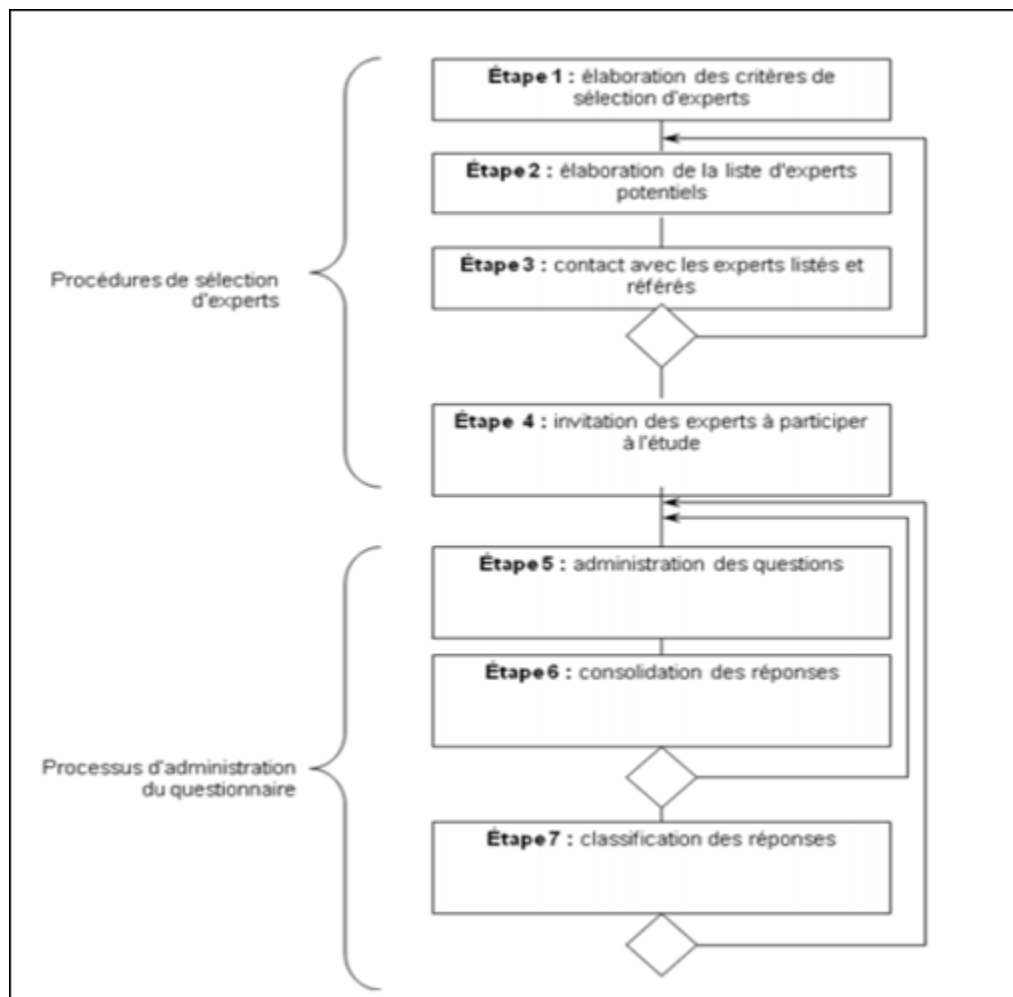 Étape 1 : élaboration des critères de
sélection d'experts
Étape 2 : élaboration de la liste d'experts
potentiels
Étape 3 : contact avec les experts listés et
référés
Procédures de sélection
d'experts
Étape 4 : invitation des experts à participer
à l'étude
Étape 5 : administration des questions
Étape 6 : consolidation des réponses
Processus d'administration
du questionnaire
Étape 7 : classification des réponses